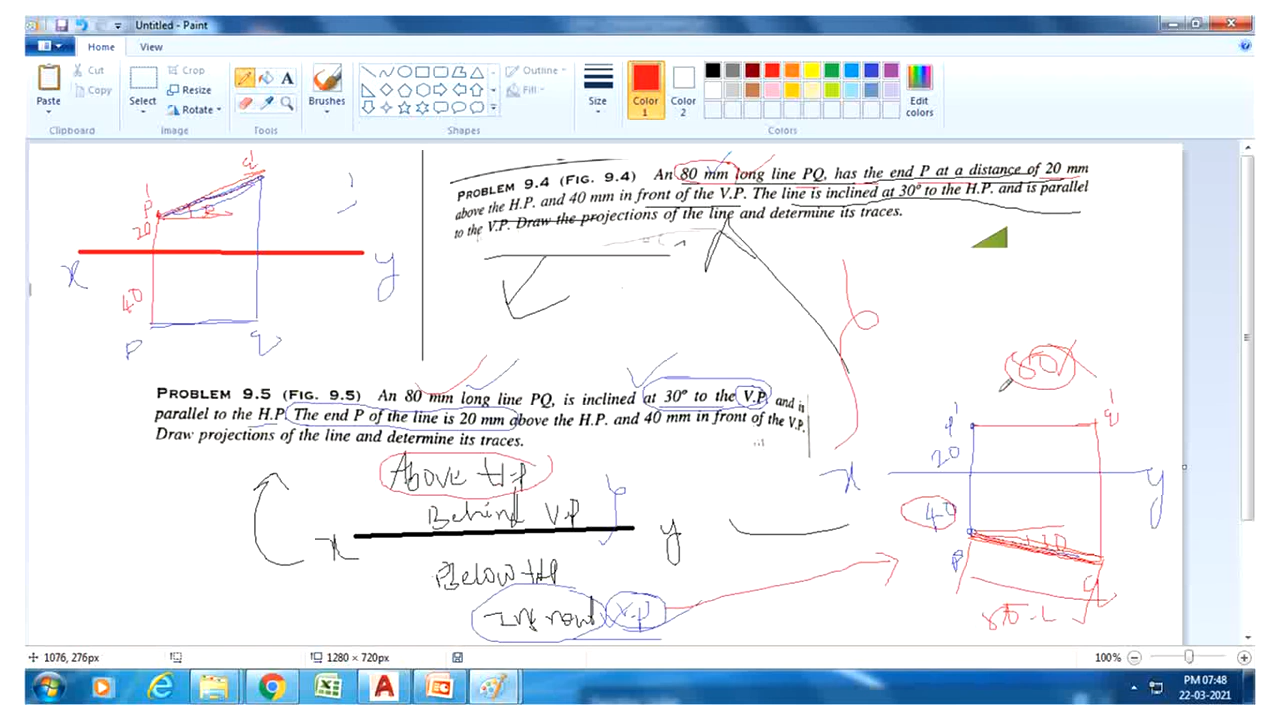 Untitled - Paint
Home View
Cut
Copy
Paste
Clipboard
Select
Crop
Resize
Rotate
Image
Tools
Brushes
Shapes
Outline
Fill
Size
Color 1
Color 2
Edit colors
Colors
PROBLEM 9.4 (FIG. 9.4) An 80 mm long line PQ, has the end P at a distance of 20 mm
above the H.P. and 40 mm in front of the V.P. The line is inclined at 30° to the H.P. and is parallel
to the V.P. Draw the projections of the line and determine its traces.
q'
p'
20
x y
40
P q
PROBLEM 9.5 (FIG. 9.5) An 80 mm long line PQ, is inclined at 30° to the V.P. and is
parallel to the H.P. The end P of the line is 20 mm above the H.P. and 40 mm in front of the V.P.
Draw projections of the line and determine its traces.
Above H.P
Behind V.P
x y
Below H.P
Infront V.P
80
p' q'
20
x y
40
30
P q
1076, 276px
1280 × 720px
100%
PM 07:48
22-03-2021